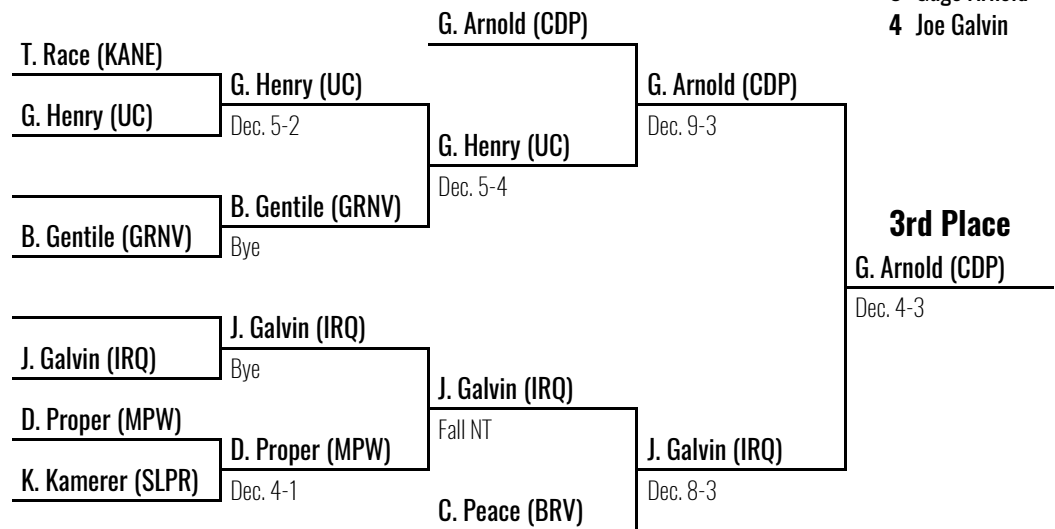 Gage Arnold
4 Joe Galvin
G. Arnold (CDP)
T. Race (KANE)
G. Henry (UC)
G. Henry (UC)
Dec. 5-2
G. Arnold (CDP)
Dec. 9-3
G. Henry (UC)
Dec. 5-4
B. Gentile (GRNV)
B. Gentile (GRNV)
Bye
3rd Place
G. Arnold (CDP)
Dec. 4-3
J. Galvin (IRQ)
J. Galvin (IRQ)
Bye
J. Galvin (IRQ)
Fall NT
D. Proper (MPW)
K. Kamerer (SLPR)
D. Proper (MPW)
Dec. 4-1
J. Galvin (IRQ)
Dec. 8-3
C. Peace (BRV)